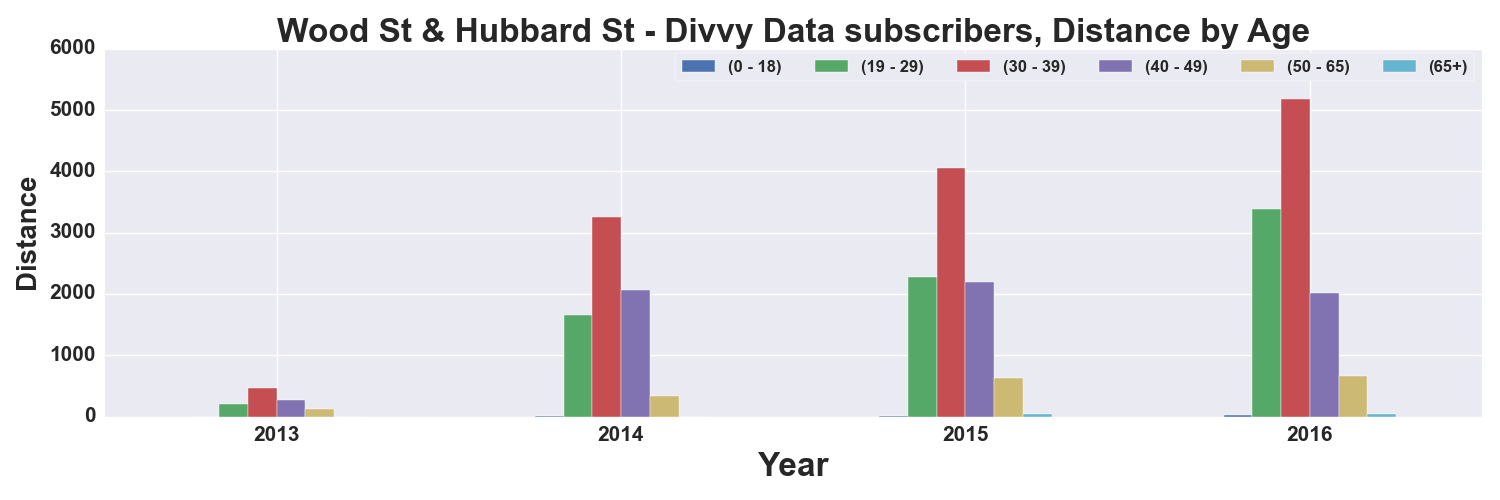 Wood St & Hubbard St - Divvy Data subscribers, Distance by Age
(0 - 18) (19 - 29) (30 - 39) (40 - 49) (50 - 65) (65+)
Distance
6000
5000
4000
3000
2000
1000
0
2013 2014 2015 2016
Year